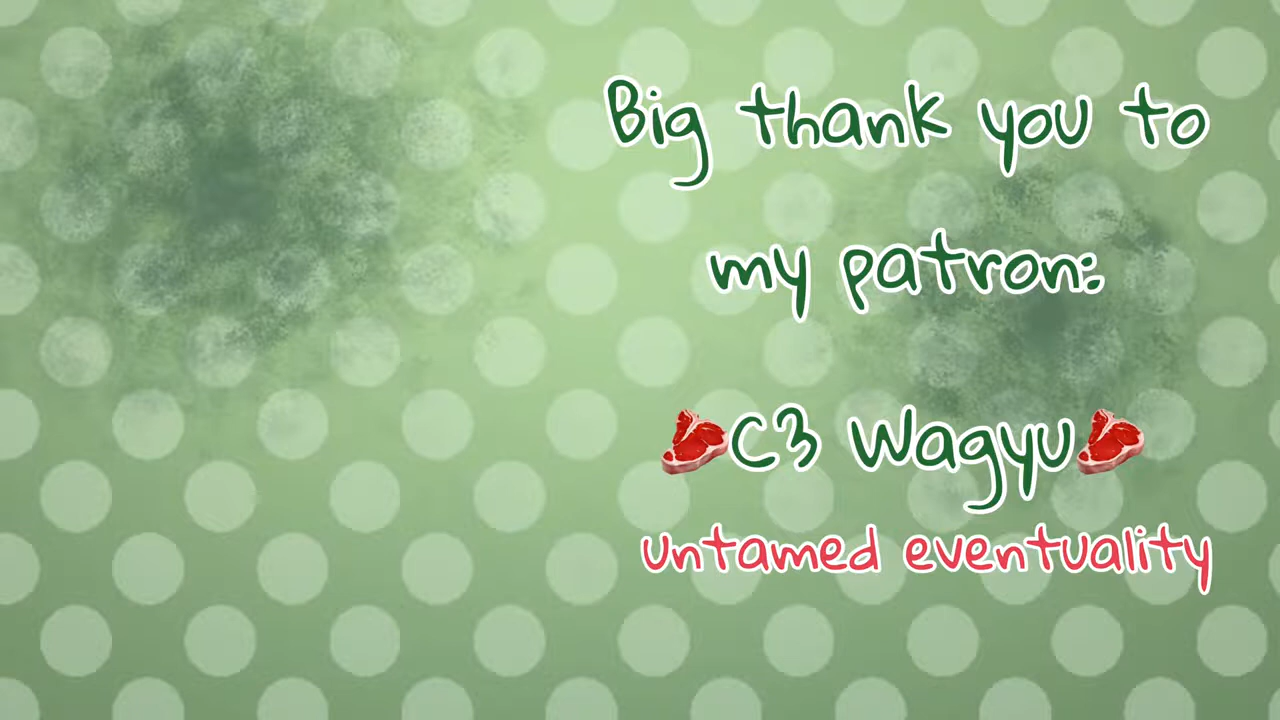 Big thank you to
my patron:
🥩C3 Wagyu🥩
untamed eventuality